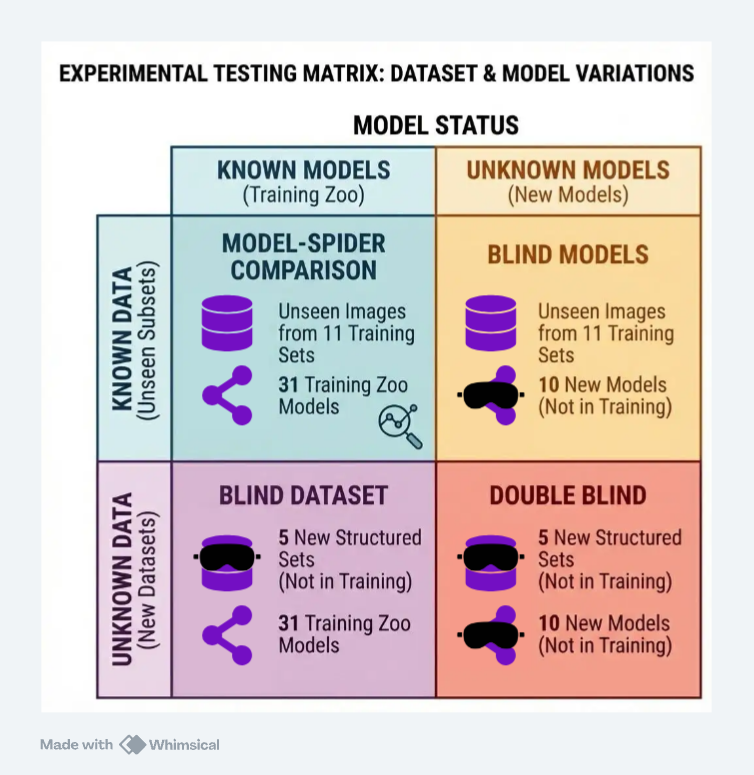 EXPERIMENTAL TESTING MATRIX: DATASET & MODEL VARIATIONS
MODEL STATUS
KNOWN MODELS
(Training Zoo)
UNKNOWN MODELS
(New Models)
KNOWN DATA
(Unseen Subsets)
MODEL-SPIDER
COMPARISON
Unseen Images
from 11 Training
Sets
31 Training Zoo
Models
BLIND MODELS
Unseen Images
from 11 Training
Sets
10 New Models
(Not in Training)
UNKNOWN DATA
(New Datasets)
BLIND DATASET
5 New Structured
Sets
(Not in Training)
31 Training Zoo
Models
DOUBLE BLIND
5 New Structured
Sets
(Not in Training)
10 New Models
(Not in Training)
Made with Whimsical